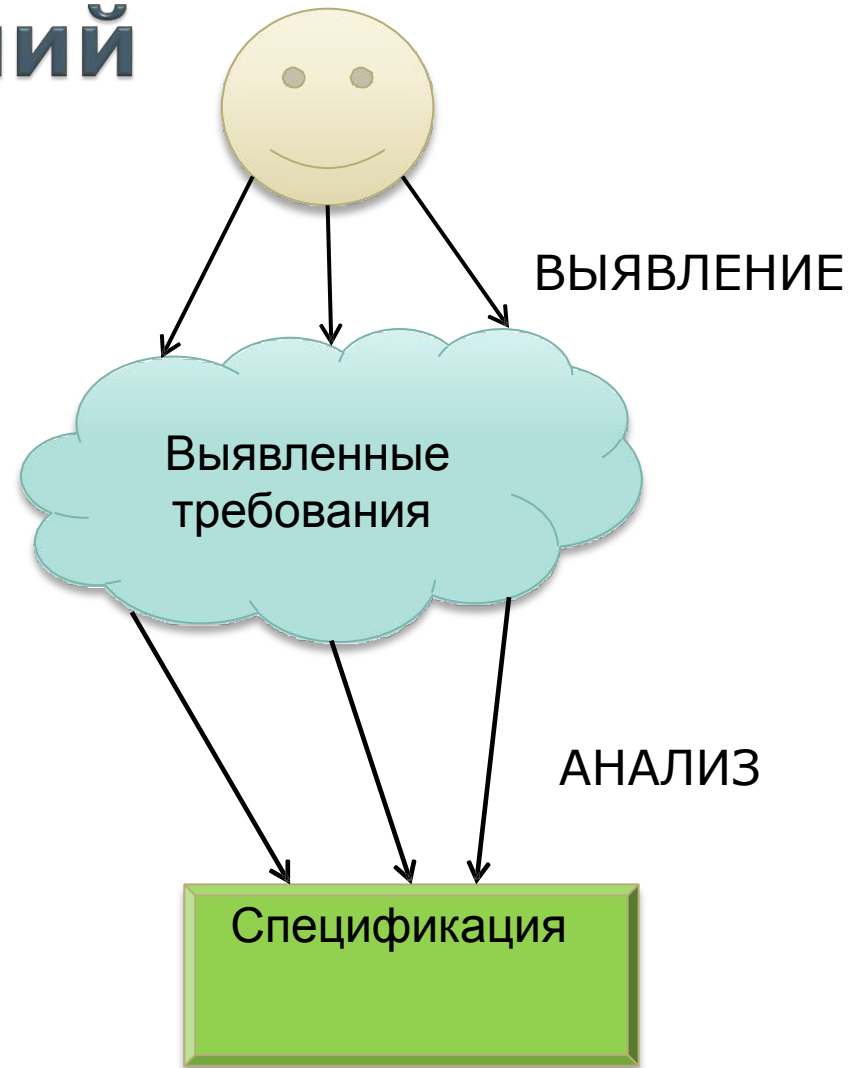 ВЫЯВЛЕНИЕ
Выявленные
требования
АНАЛИЗ
Спецификация